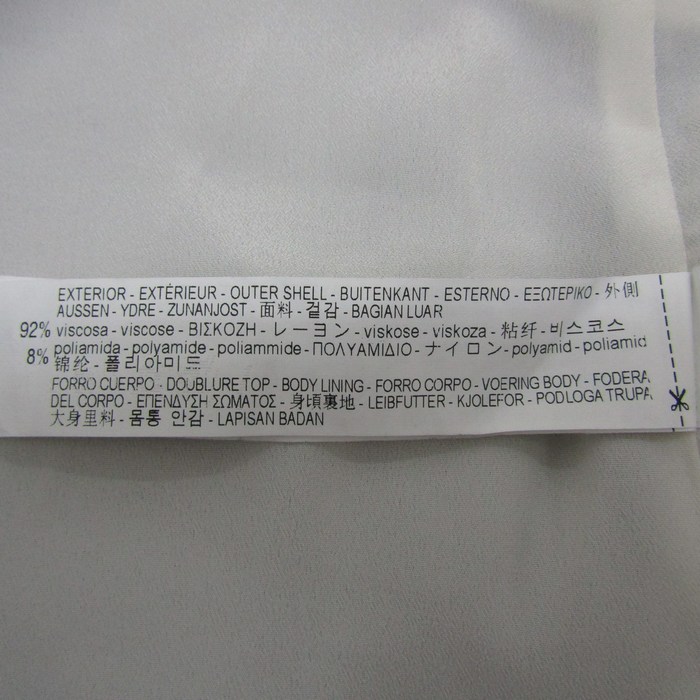 EXTERIOR - EXTÉRIEUR - OUTER SHELL - BUITENKANT - ESTERNO - ΕΞΩΤΕΡΙΚΟ - 外側
AUSSEN - YDRE - ZUNANJOST - 面料 - 겉감 - BAGIAN LUAR
92% viscosa - viscose - ΒΙΣΚΟΖΗ - レーヨン - viskose - viskoza - 粘纤 - 비스코스
8% poliamida - polyamide - poliammide - ΠΟΛΥΑΜΙΔΙΟ - ナイロン - polyamid - poliamid
锦纶 - 폴리아미드
FORRO CUERPO - DOUBLURE TOP - BODY LINING - FORRO CORPO - VOERING BODY - FODERA
DEL CORPO - ΕΠΕΝΔΥΣΗ ΣΩΜΑΤΟΣ - 身頃裏地 - LEIBFUTTER - KJOLEFOR - PODLOGA TRUPA
大身里料 - 몸통 안감 - LAPISAN BADAN